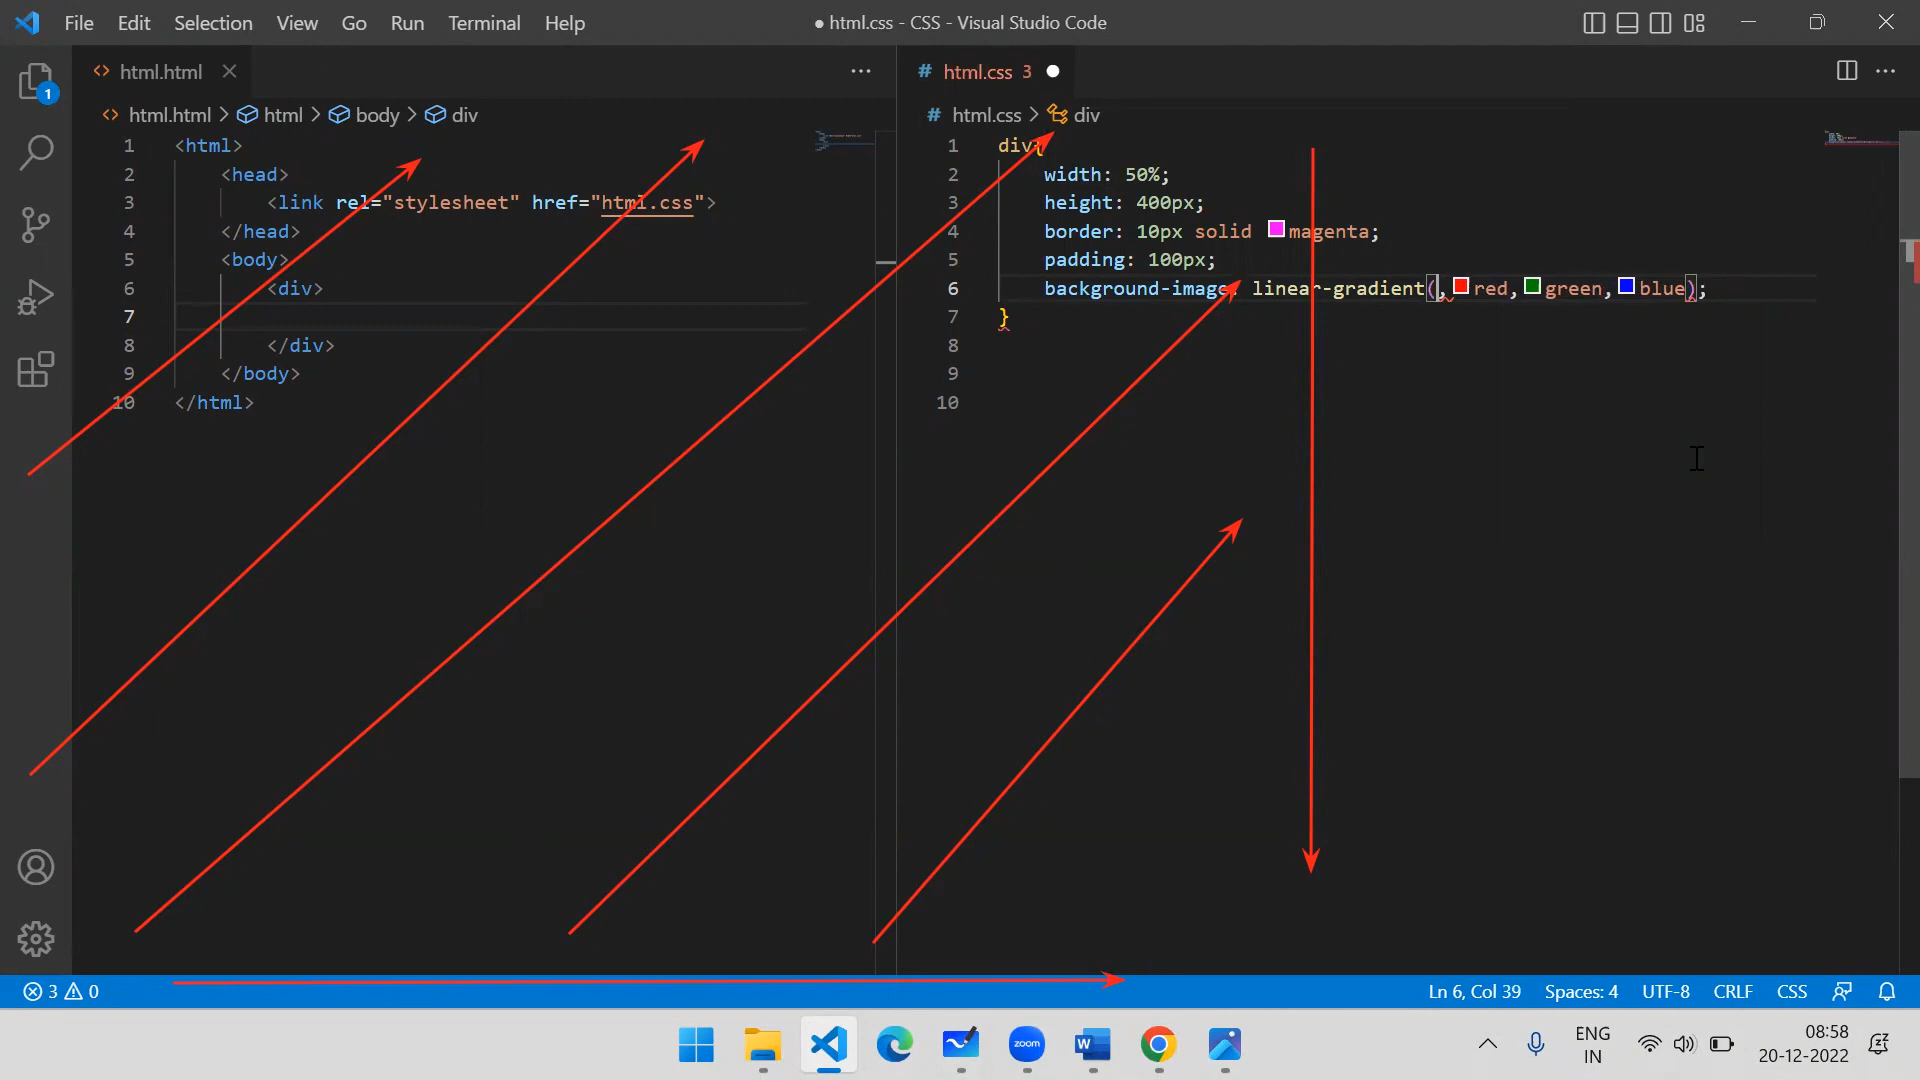 File Edit Selection View Go Run Terminal Help
● html.css - CSS - Visual Studio Code
html.html
html.html > html > body > div
1 <html>
2 <head>
3 <link rel="stylesheet" href="html.css">
4 </head>
5 <body>
6 <div>
7
8 </div>
9 </body>
10 </html>
# html.css 3
# html.css > div
1 div{
2 width: 50%;
3 height: 400px;
4 border: 10px solid magenta;
5 padding: 100px;
6 background-image: linear-gradient(,red,green,blue);
7 }
8
9
10
1
3 0
Ln 6, Col 39 Spaces: 4 UTF-8 CRLF CSS
zoom
W
ENG
IN
08:58
20-12-2022